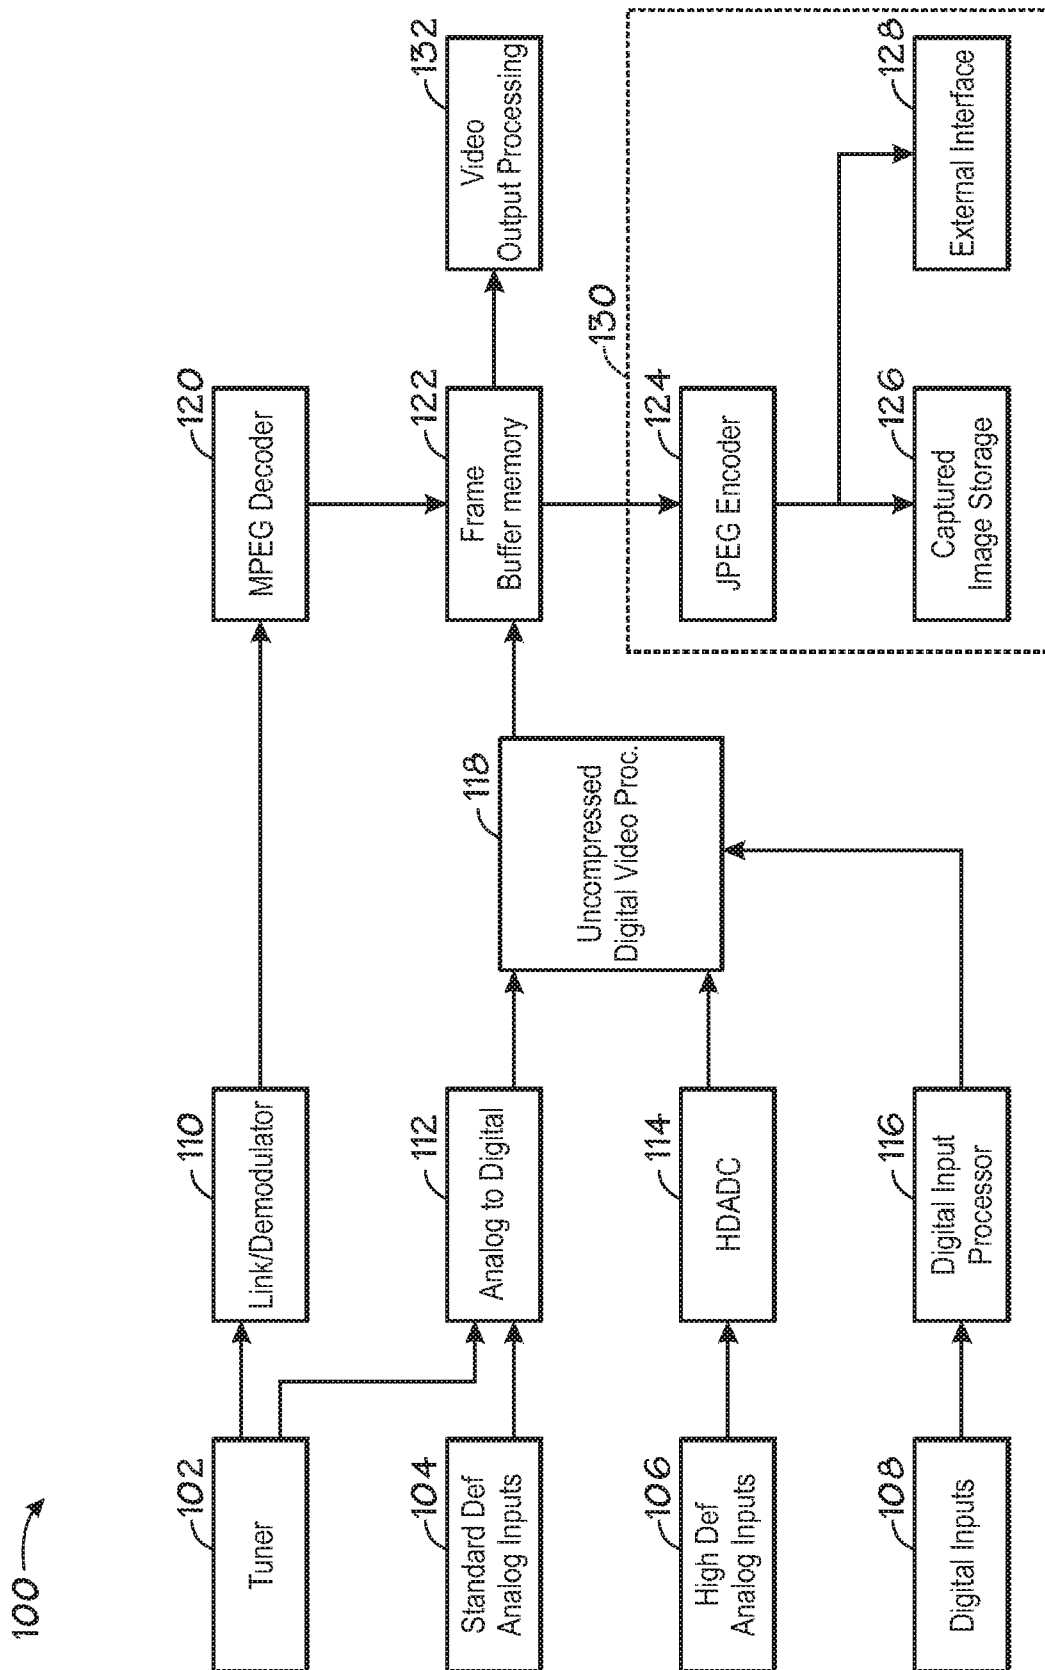 100
102
Tuner
110
Link/Demodulator
120
MPEG Decoder
104
Standard Def
Analog Inputs
112
Analog to Digital
118
Uncompressed
Digital Video Proc.
122
Frame
Buffer memory
132
Video
Output Processing
130
106
High Def
Analog Inputs
114
HDADC
124
JPEG Encoder
108
Digital Inputs
116
Digital Input
Processor
126
Captured
Image Storage
128
External Interface